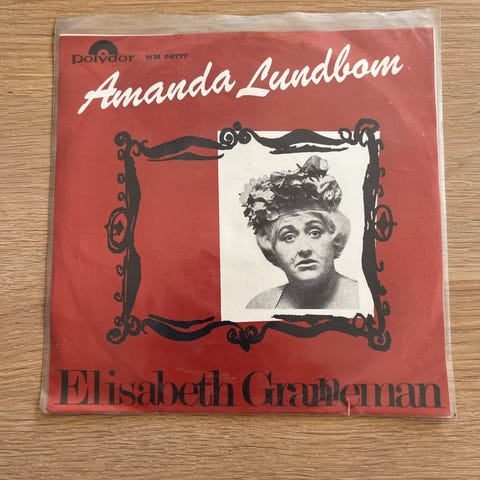 Polydor NH 66777
Amanda Lundbom
Elisabeth Granneman